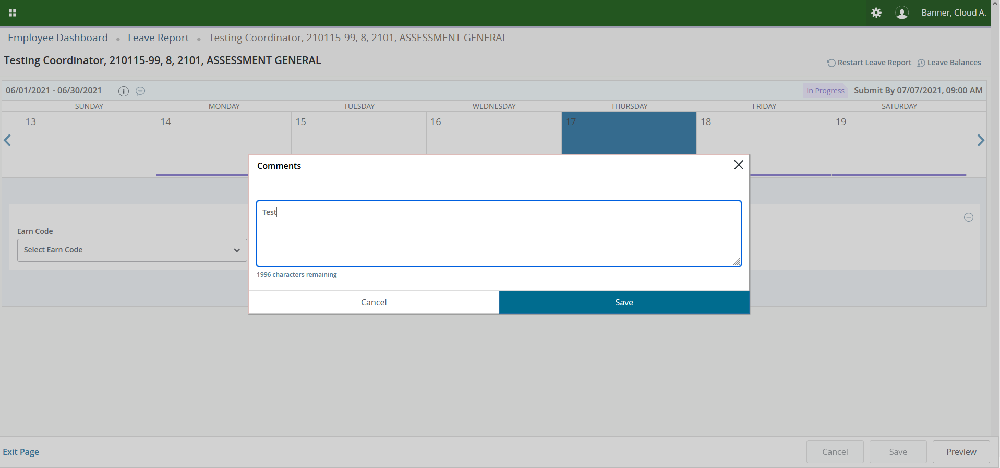 Banner, Cloud A.
Employee Dashboard • Leave Report • Testing Coordinator, 210115-99, 8, 2101, ASSESSMENT GENERAL
Testing Coordinator, 210115-99, 8, 2101, ASSESSMENT GENERAL
Restart Leave Report Leave Balances
06/01/2021 - 06/30/2021 In Progress Submit By 07/07/2021, 09:00 AM
SUNDAY MONDAY TUESDAY WEDNESDAY THURSDAY FRIDAY SATURDAY
13 14 15 16 17 18 19
Comments
Test
Earn Code
Select Earn Code
1996 characters remaining
Cancel Save
Exit Page Cancel Save Preview